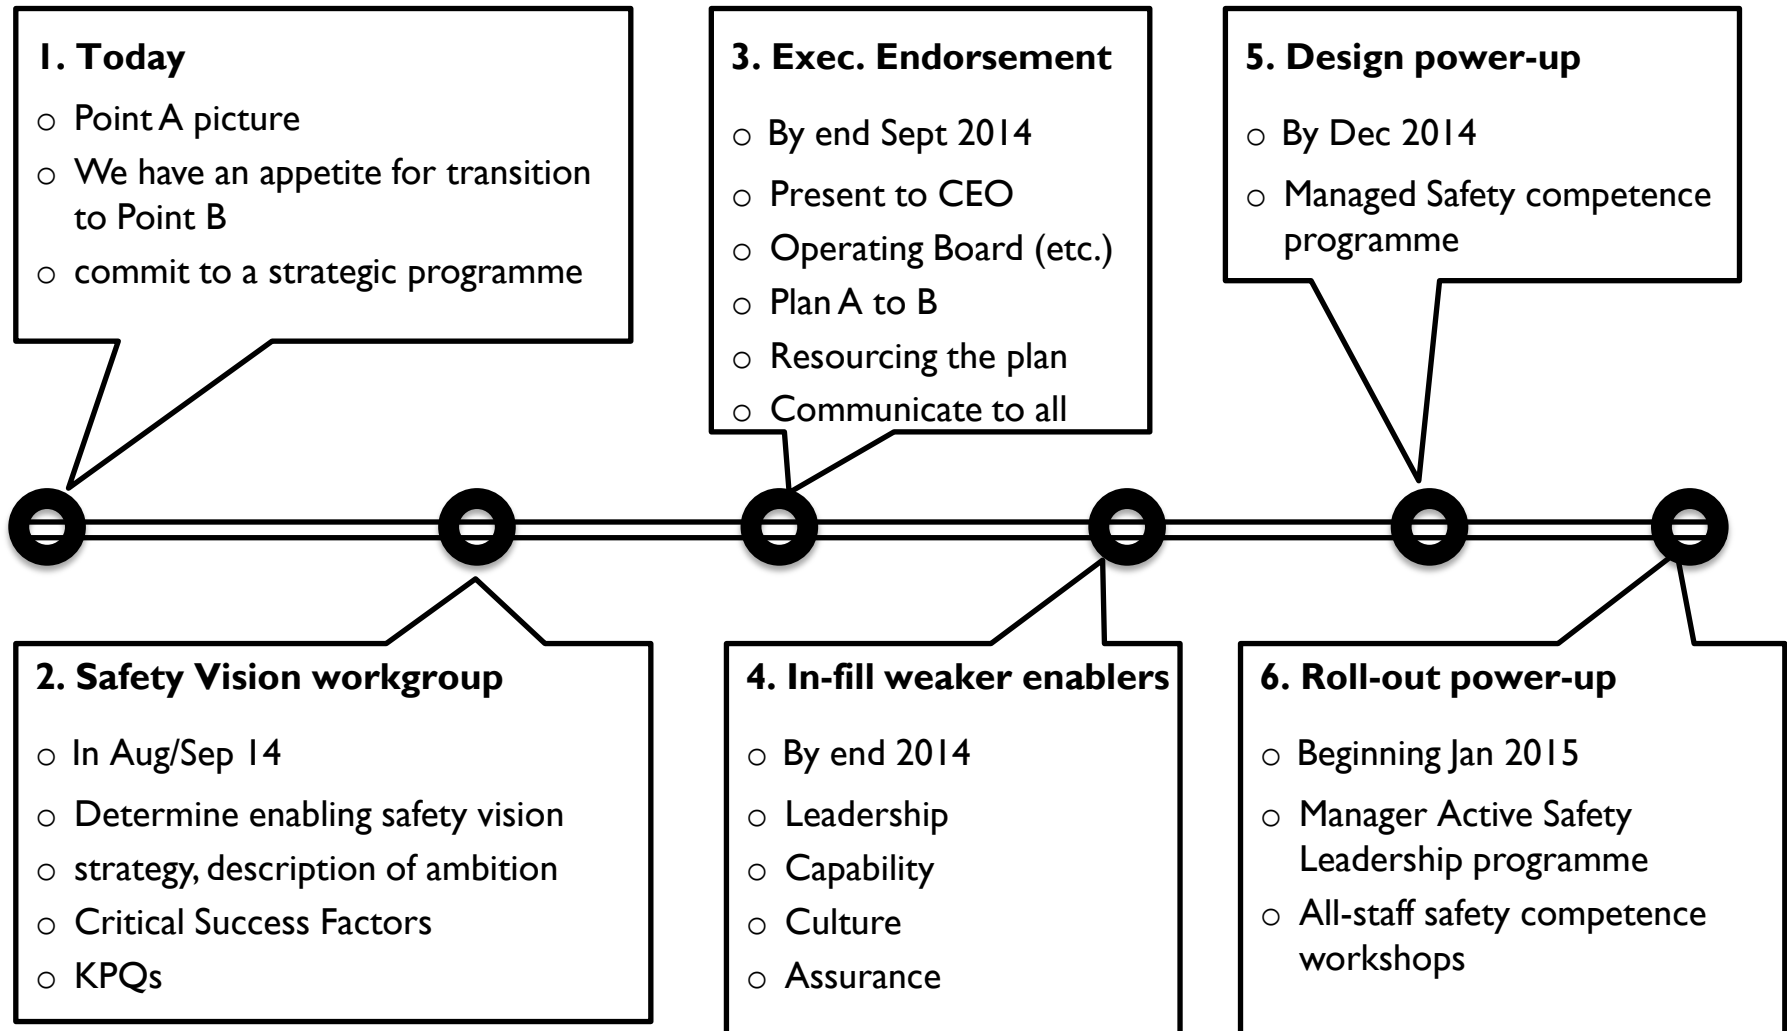 1. Today
○ Point A picture
○ We have an appetite for transition
to Point B
○ commit to a strategic programme
2. Safety Vision workgroup
○ In Aug/Sep 14
○ Determine enabling safety vision
○ strategy, description of ambition
○ Critical Success Factors
○ KPQs
3. Exec. Endorsement
○ By end Sept 2014
○ Present to CEO
○ Operating Board (etc.)
○ Plan A to B
○ Resourcing the plan
○ Communicate to all
4. In-fill weaker enablers
○ By end 2014
○ Leadership
○ Capability
○ Culture
○ Assurance
5. Design power-up
○ By Dec 2014
○ Managed Safety competence
programme
6. Roll-out power-up
○ Beginning Jan 2015
○ Manager Active Safety
Leadership programme
○ All-staff safety competence
workshops